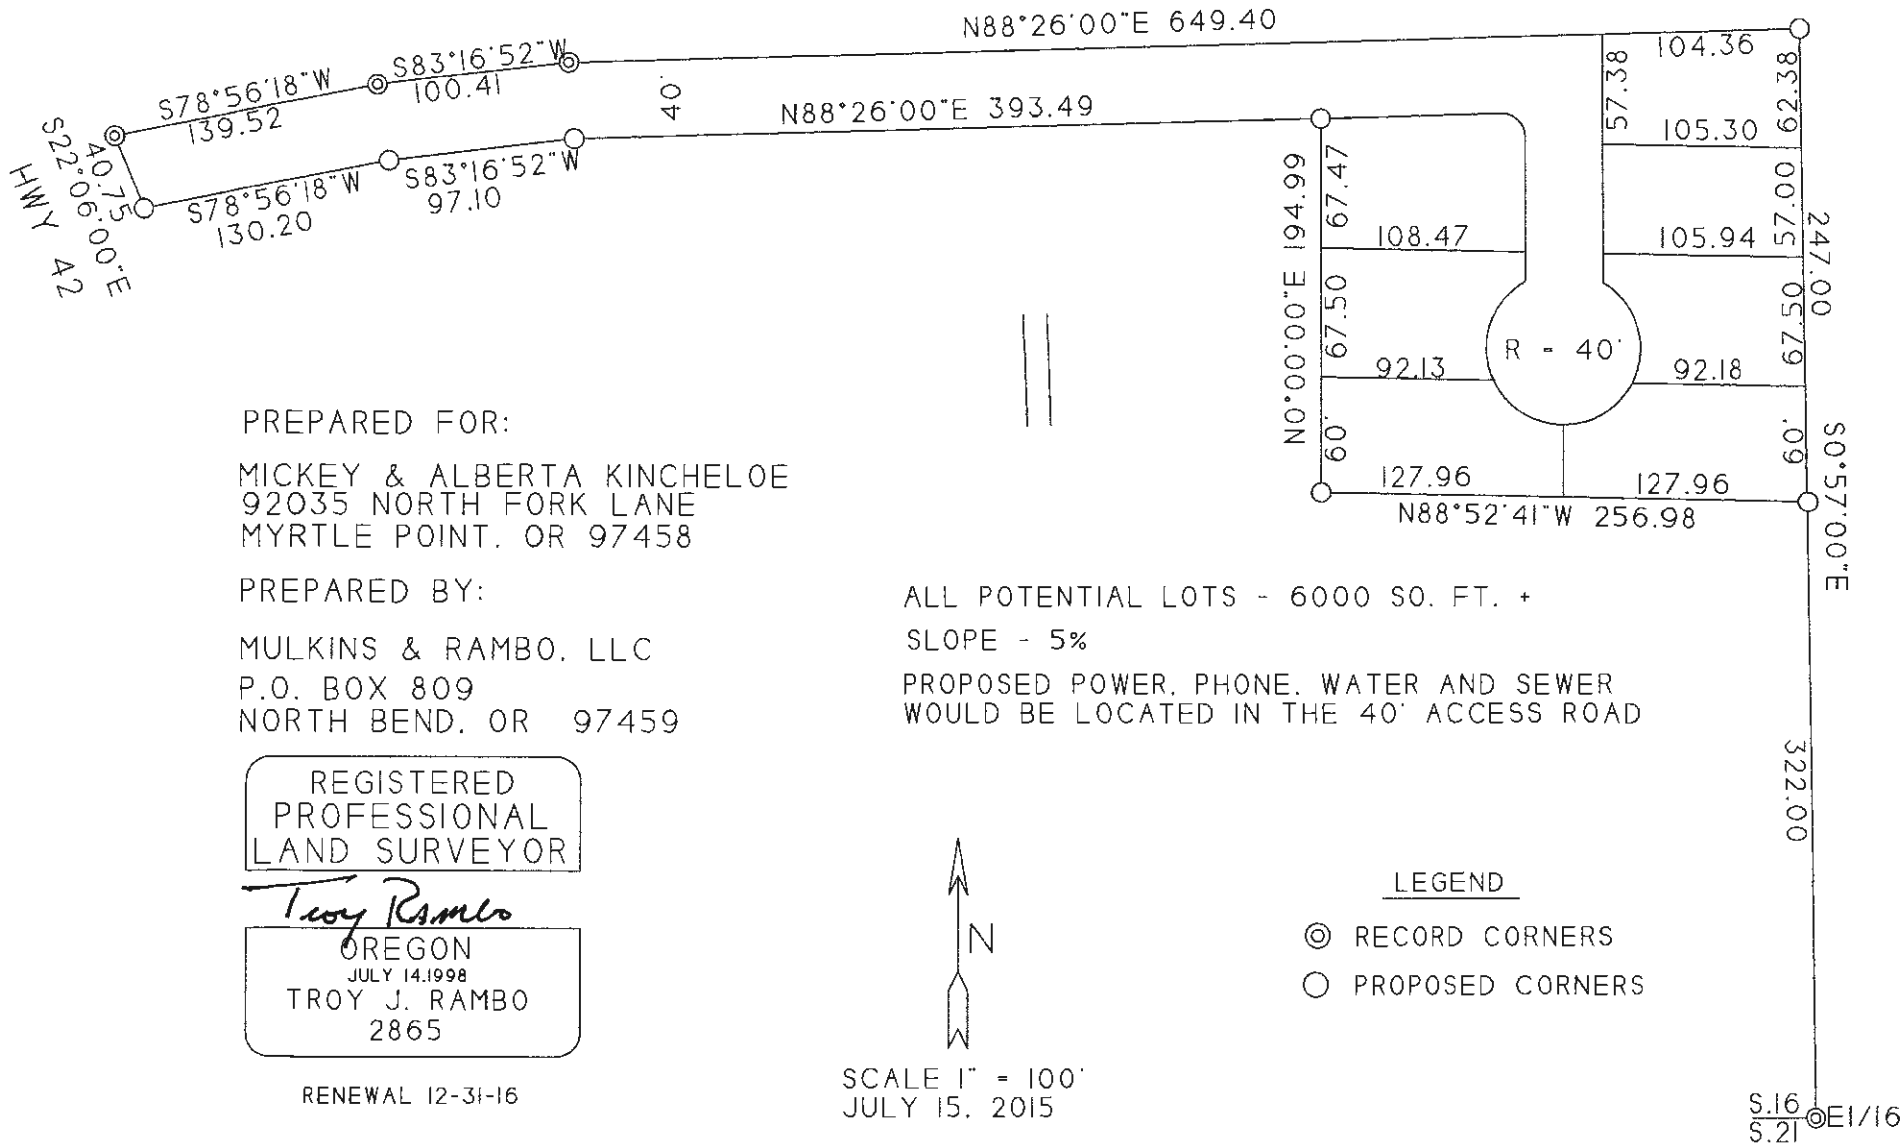 N88°26'00"E 649.40
S83°16'52"W
100.41
S78°56'18"W
139.52
40'
104.36
57.38
62.38
N88°26'00"E 393.49
105.30
S22°06'00"E
40.75
HWY 42
S83°16'52"W
97.10
S78°56'18"W
130.20
N0°00'00"E 194.99
67.47
57.00
247.00
108.47
105.94
67.50
67.50
R - 40'
92.13
92.18
60'
60'
127.96
127.96
N88°52'41"W 256.98
S0°57'00"E
322.00
PREPARED FOR:
MICKEY & ALBERTA KINCHELOE
92035 NORTH FORK LANE
MYRTLE POINT, OR 97458
PREPARED BY:
MULKINS & RAMBO, LLC
P.O. BOX 809
NORTH BEND, OR 97459
ALL POTENTIAL LOTS - 6000 SQ. FT. +
SLOPE - 5%
PROPOSED POWER, PHONE, WATER AND SEWER
WOULD BE LOCATED IN THE 40' ACCESS ROAD
REGISTERED
PROFESSIONAL
LAND SURVEYOR
Troy Rambo
OREGON
JULY 14, 1998
TROY J. RAMBO
2865
RENEWAL 12-31-16
N
SCALE 1" = 100'
JULY 15, 2015
LEGEND
RECORD CORNERS
PROPOSED CORNERS
S.16
S.21
E1/16